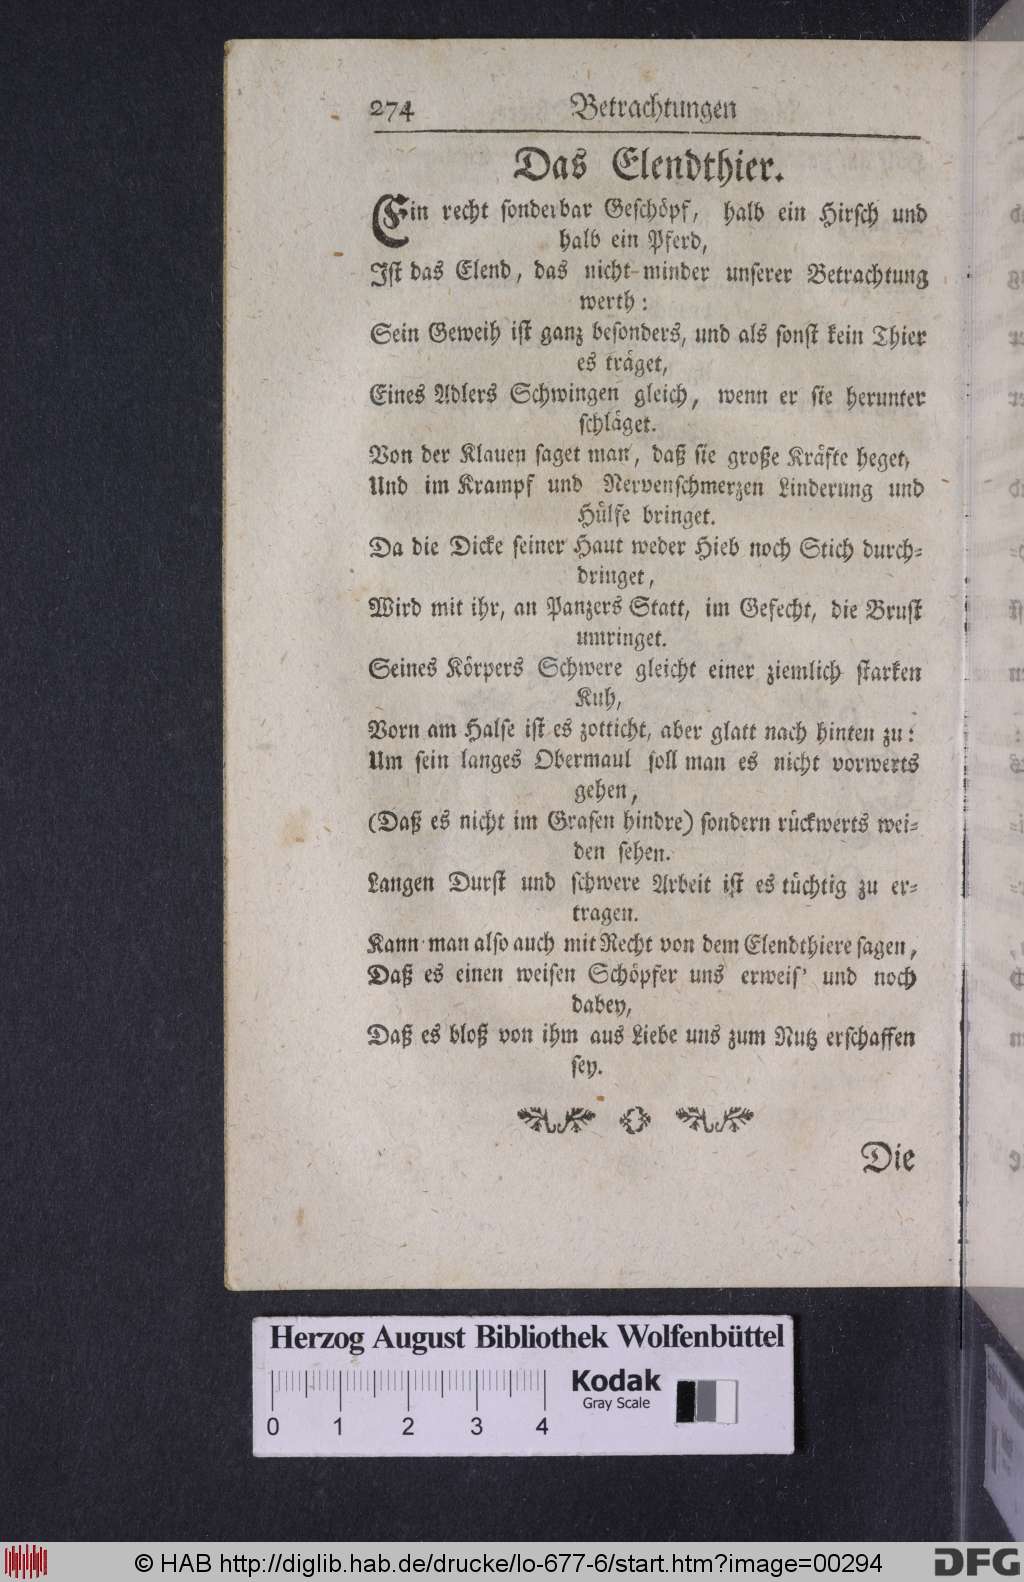 274 Betrachtungen
Das Elendthier.
Ein recht sonderbar Geschöpf, halb ein Hirsch und
halb ein Pferd,
Ist das Elend, das nicht minder unserer Betrachtung
werth:
Sein Geweih ist ganz besonders, und als sonst kein Thier
es träget,
Eines Adlers Schwingen gleich, wenn er sie herunter
schläget.
Von der Klauen saget man, daß sie große Kräfte heget,
Und im Krampf und Nervenschmerzen Linderung und
Hülfe bringet.
Da die Dicke seiner Haut weder Hieb noch Stich durch-
dringet,
Wird mit ihr, an Panzers Statt, im Gefecht, die Brust
umringet.
Seines Körpers Schwere gleicht einer ziemlich starken
Kuh,
Vorn am Halse ist es zotticht, aber glatt nach hinten zu:
Um sein langes Obermaul soll man es nicht vorwerts
gehen,
(Daß es nicht im Grasen hindre) sondern rückwerts wei-
den sehen.
Langen Durst und schwere Arbeit ist es tüchtig zu er-
tragen.
Kann man also auch mit Recht von dem Elendthiere sagen,
Daß es einen weisen Schöpfer uns erweis' und noch
dabey,
Daß es bloß von ihm aus Liebe uns zum Nutz erschaffen
sey.
Die
Herzog August Bibliothek Wolfenbüttel
Kodak
Gray Scale
0 1 2 3 4
© HAB http://diglib.hab.de/drucke/lo-677-6/start.htm?image=00294
DFG